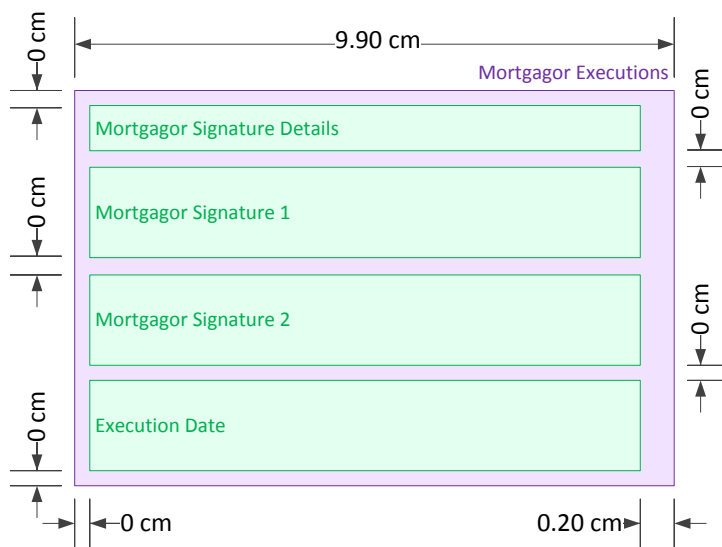 9.90 cm
Mortgagor Executions
0 cm
Mortgagor Signature Details
0 cm
Mortgagor Signature 1
0 cm
Mortgagor Signature 2
0 cm
Execution Date
0 cm
0 cm
0.20 cm